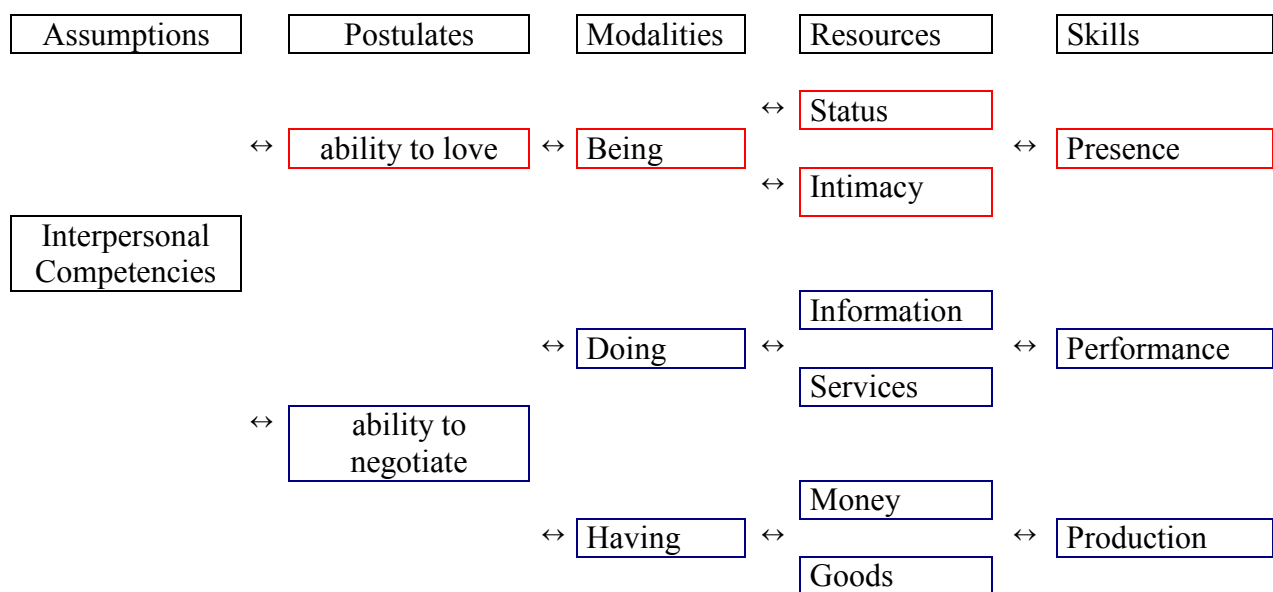 Assumptions Postulates Modalities Resources Skills
↔ Status
↔ ability to love ↔ Being ↔ Presence
↔ Intimacy
Interpersonal
Competencies
Information
↔ Doing ↔ ↔ Performance
Services
↔ ability to
negotiate
Money
↔ Having ↔ ↔ Production
Goods